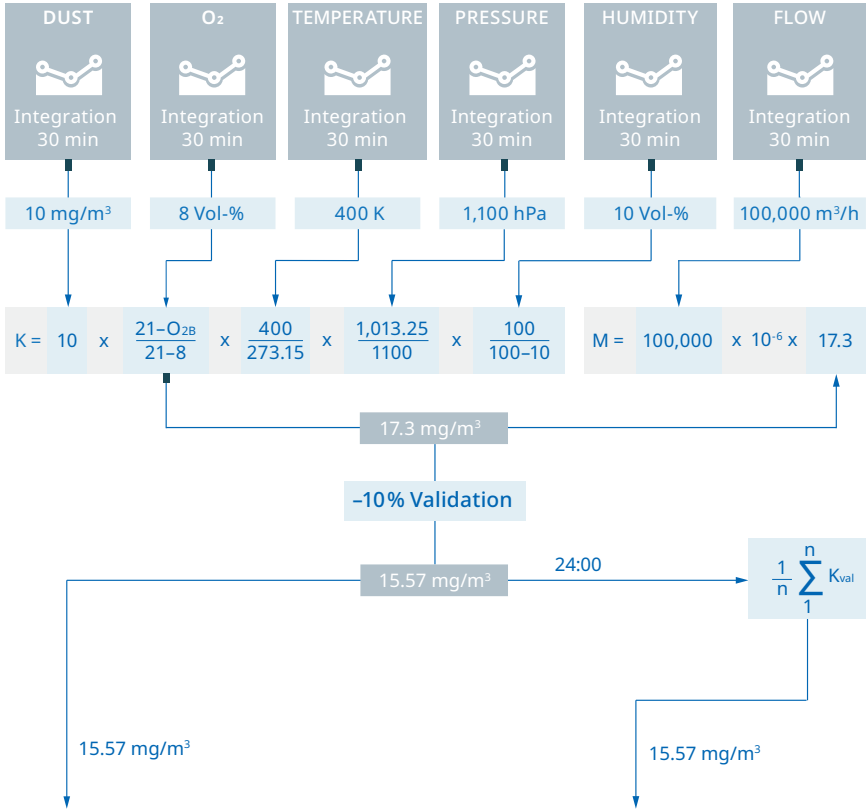 DUST
O₂
TEMPERATURE
PRESSURE
HUMIDITY
FLOW
Integration
30 min
Integration
30 min
Integration
30 min
Integration
30 min
Integration
30 min
Integration
30 min
10 mg/m³
8 Vol-%
400 K
1,100 hPa
10 Vol-%
100,000 m³/h
K = 10 x (21–O₂B)/(21–8) x 400/273.15 x 1,013.25/1100 x 100/(100–10)
M = 100,000 x 10⁻⁶ x 17.3
17.3 mg/m³
–10% Validation
15.57 mg/m³
24:00
1/n n∑1 Kval
15.57 mg/m³
15.57 mg/m³